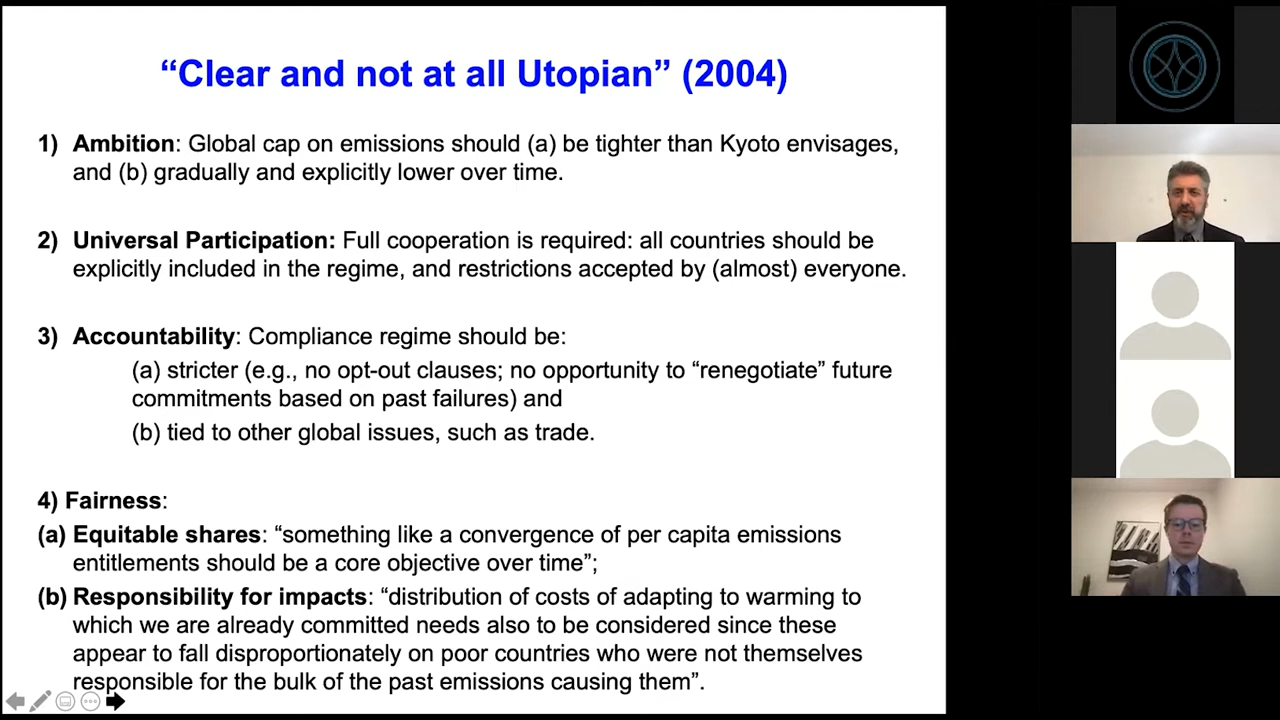 “Clear and not at all Utopian” (2004)
1) Ambition: Global cap on emissions should (a) be tighter than Kyoto envisages,
and (b) gradually and explicitly lower over time.
2) Universal Participation: Full cooperation is required: all countries should be
explicitly included in the regime, and restrictions accepted by (almost) everyone.
3) Accountability: Compliance regime should be:
(a) stricter (e.g., no opt-out clauses; no opportunity to “renegotiate” future
commitments based on past failures) and
(b) tied to other global issues, such as trade.
4) Fairness:
(a) Equitable shares: “something like a convergence of per capita emissions
entitlements should be a core objective over time”;
(b) Responsibility for impacts: “distribution of costs of adapting to warming to
which we are already committed needs also to be considered since these
appear to fall disproportionately on poor countries who were not themselves
responsible for the bulk of the past emissions causing them”.